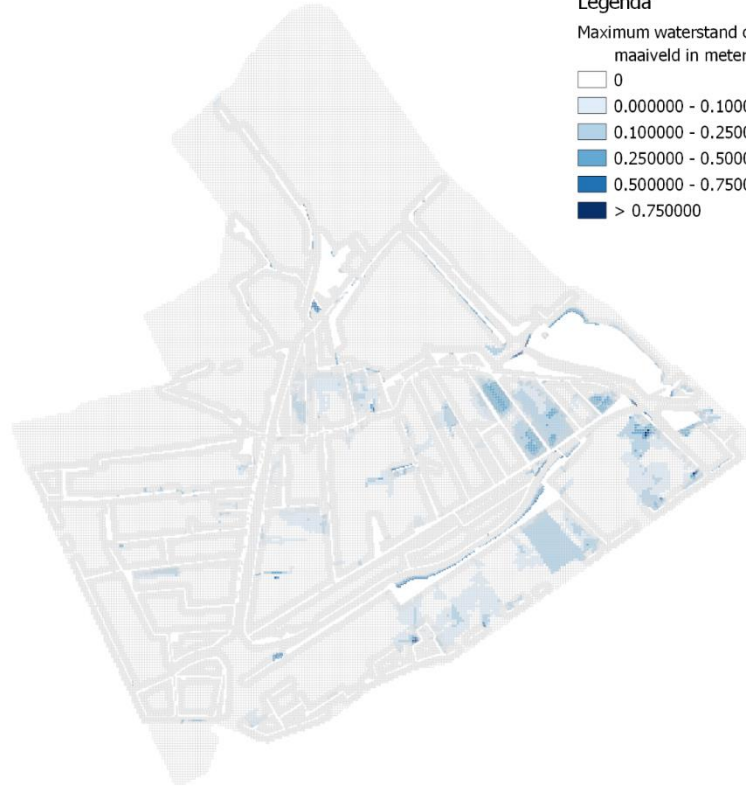 Legenda
Maximum waterstand
maaiveld in meter
0
0.000000 - 0.1000
0.100000 - 0.2500
0.250000 - 0.5000
0.500000 - 0.7500
> 0.750000